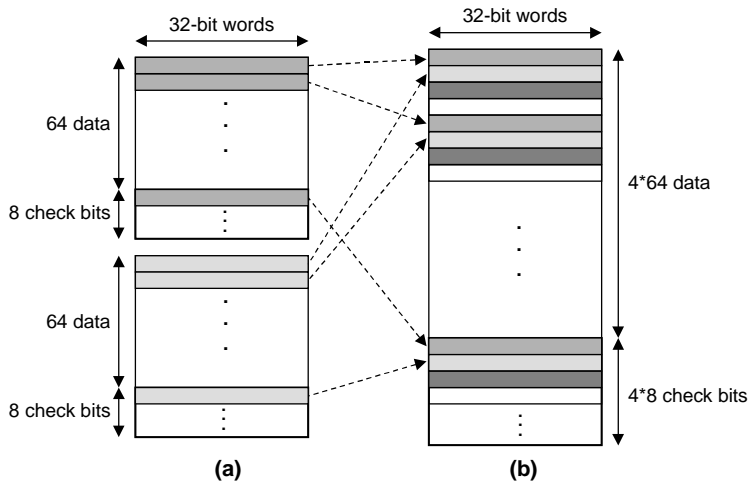 32-bit words
64 data
8 check bits
64 data
8 check bits
(a)
32-bit words
4*64 data
4*8 check bits
(b)